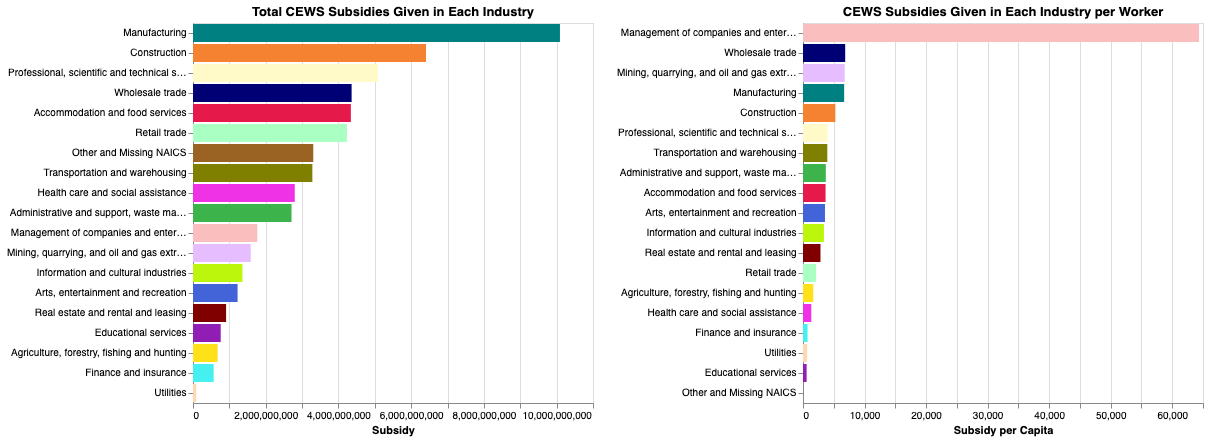 Total CEWS Subsidies Given in Each Industry
Manufacturing
Construction
Professional, scientific and technical s…
Wholesale trade
Accommodation and food services
Retail trade
Other and Missing NAICS
Transportation and warehousing
Health care and social assistance
Administrative and support, waste ma…
Management of companies and enter…
Mining, quarrying, and oil and gas extr…
Information and cultural industries
Arts, entertainment and recreation
Real estate and rental and leasing
Educational services
Agriculture, forestry, fishing and hunting
Finance and insurance
Utilities
0 2,000,000,000 4,000,000,000 6,000,000,000 8,000,000,000 10,000,000,000
Subsidy
CEWS Subsidies Given in Each Industry per Worker
Management of companies and enter…
Wholesale trade
Mining, quarrying, and oil and gas extr…
Manufacturing
Construction
Professional, scientific and technical s…
Transportation and warehousing
Administrative and support, waste ma…
Accommodation and food services
Arts, entertainment and recreation
Information and cultural industries
Real estate and rental and leasing
Retail trade
Agriculture, forestry, fishing and hunting
Health care and social assistance
Finance and insurance
Utilities
Educational services
Other and Missing NAICS
0 10,000 20,000 30,000 40,000 50,000 60,000
Subsidy per Capita